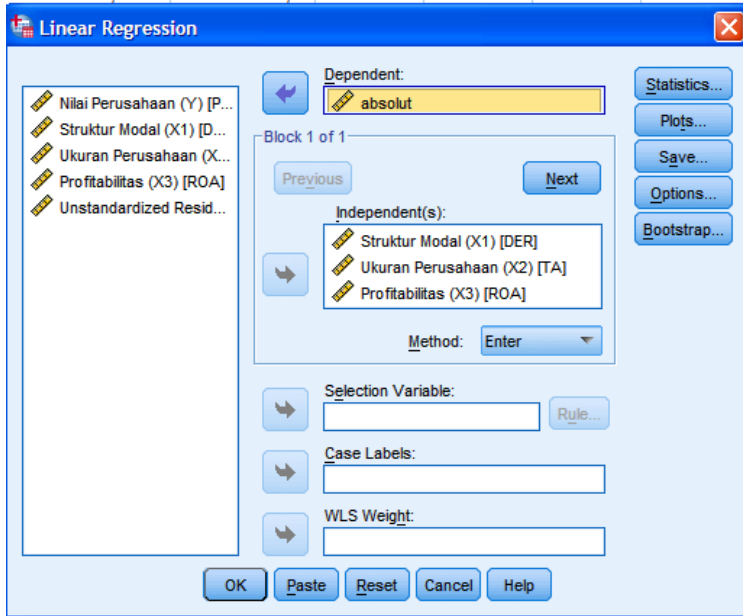 Linear Regression
Nilai Perusahaan (Y) [P...
Struktur Modal (X1) [D...
Ukuran Perusahaan (X...
Profitabilitas (X3) [ROA]
Unstandardized Resid...
Dependent:
absolut
Block 1 of 1
Previous
Next
Independent(s):
Struktur Modal (X1) [DER]
Ukuran Perusahaan (X2) [TA]
Profitabilitas (X3) [ROA]
Method:
Enter
Selection Variable:
Rule...
Case Labels:
WLS Weight:
Statistics...
Plots...
Save...
Options...
Bootstrap...
OK
Paste
Reset
Cancel
Help